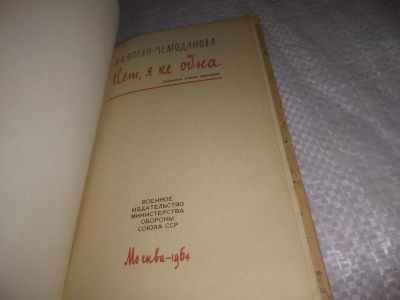 КАПЛАН-ЧЕМОДАНОВА
Нет, я не одна
ВОЕННОЕ
ИЗДАТЕЛЬСТВО
МИНИСТЕРСТВА
ОБОРОНЫ
СОЮЗА ССР
Москва-1964